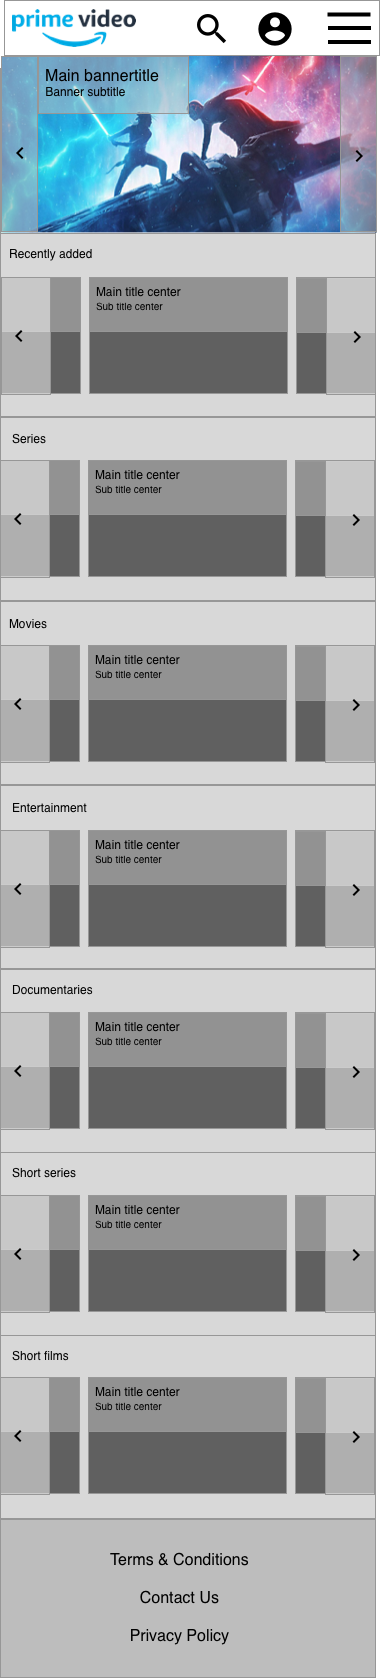 prime video
Main bannertitle
Banner subtitle
Recently added
Main title center
Sub title center
Series
Main title center
Sub title center
Movies
Main title center
Sub title center
Entertainment
Main title center
Sub title center
Documentaries
Main title center
Sub title center
Short series
Main title center
Sub title center
Short films
Main title center
Sub title center
Terms & Conditions
Contact Us
Privacy Policy